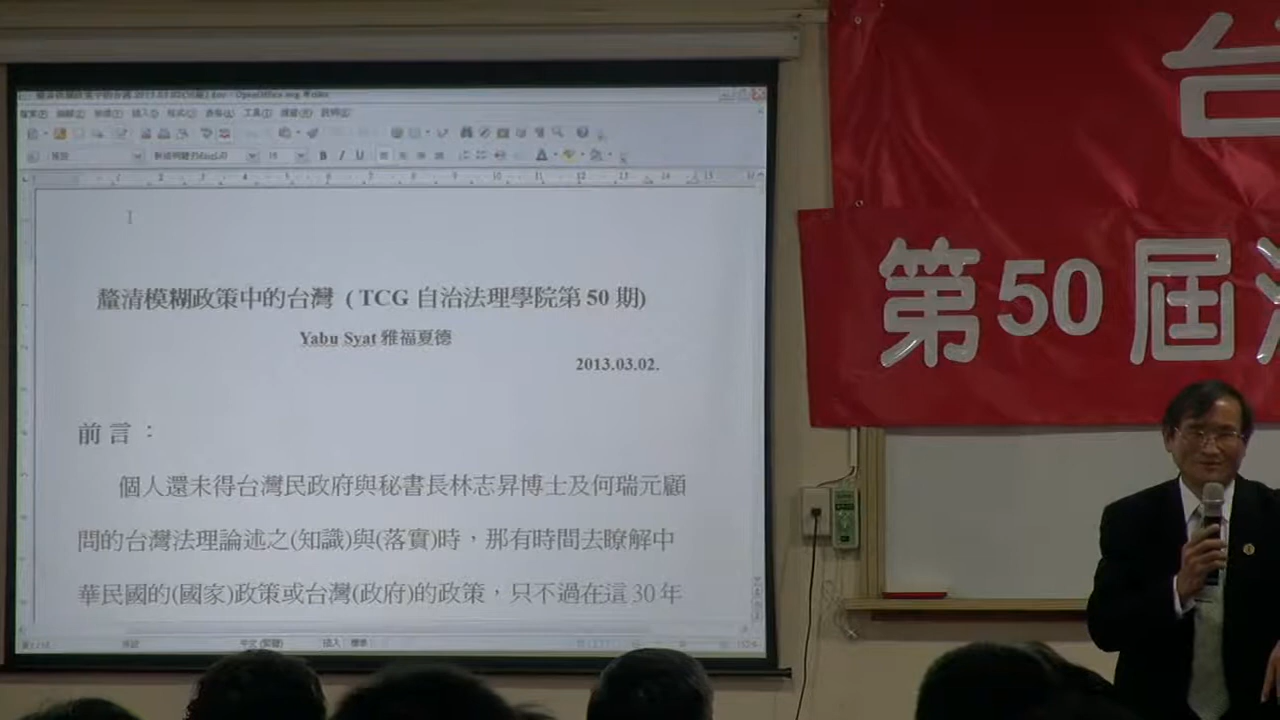 釐清模糊政策中的台灣 ( TCG 自治法理學院第 50 期)
Yabu Syat 雅福夏德
2013.03.02.
前 言 ：
個人還未得台灣民政府與秘書長林志昇博士及何瑞元顧
問的台灣法理論述之(知識)與(落實)時，那有時間去瞭解中
華民國的(國家)政策或台灣(政府)的政策，只不過在這 30 年
台
第50屆法